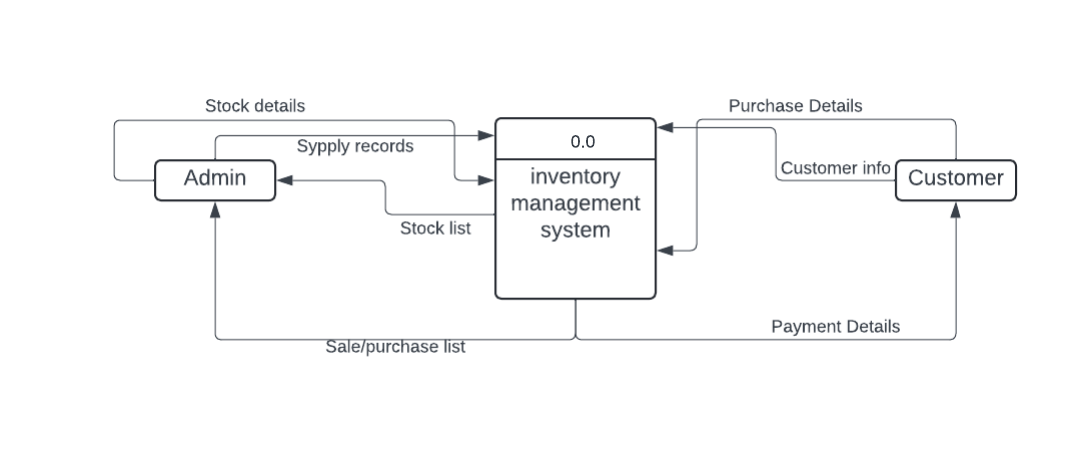 Stock details
Purchase Details
0.0
Sypply records
Customer info
Admin
inventory
management
system
Customer
Stock list
Payment Details
Sale/purchase list